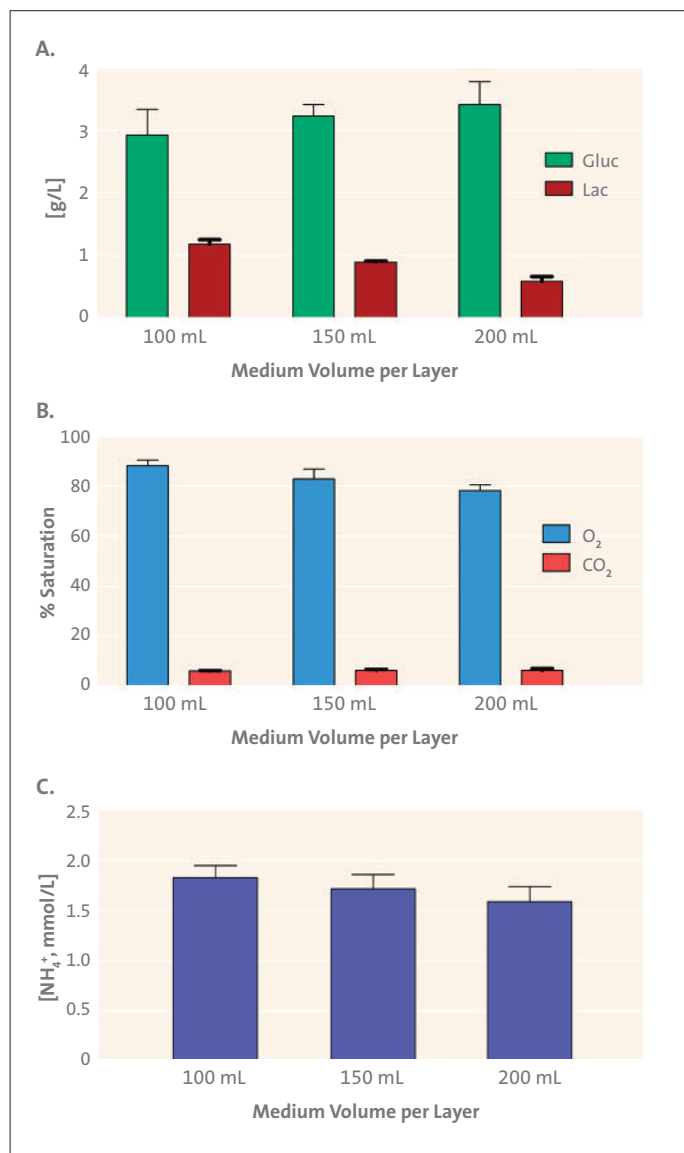 A.
[g/L]
4
3
2
1
0
Gluc
Lac
100 mL
150 mL
200 mL
Medium Volume per Layer
B.
% Saturation
100
80
60
40
20
0
O₂
CO₂
100 mL
150 mL
200 mL
Medium Volume per Layer
C.
[NH₄⁺, mmol/L]
2.5
2.0
1.5
1.0
0.5
0
100 mL
150 mL
200 mL
Medium Volume per Layer